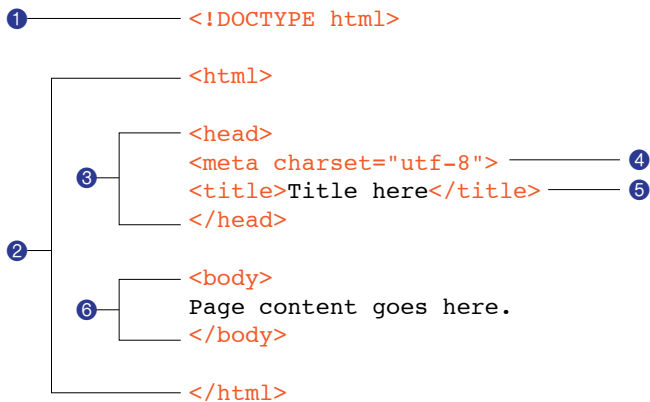 1 <!DOCTYPE html>
<html>
<head>
<meta charset="utf-8"> 4
3 <title>Title here</title> 5
</head>
2
<body>
6 Page content goes here.
</body>
</html>